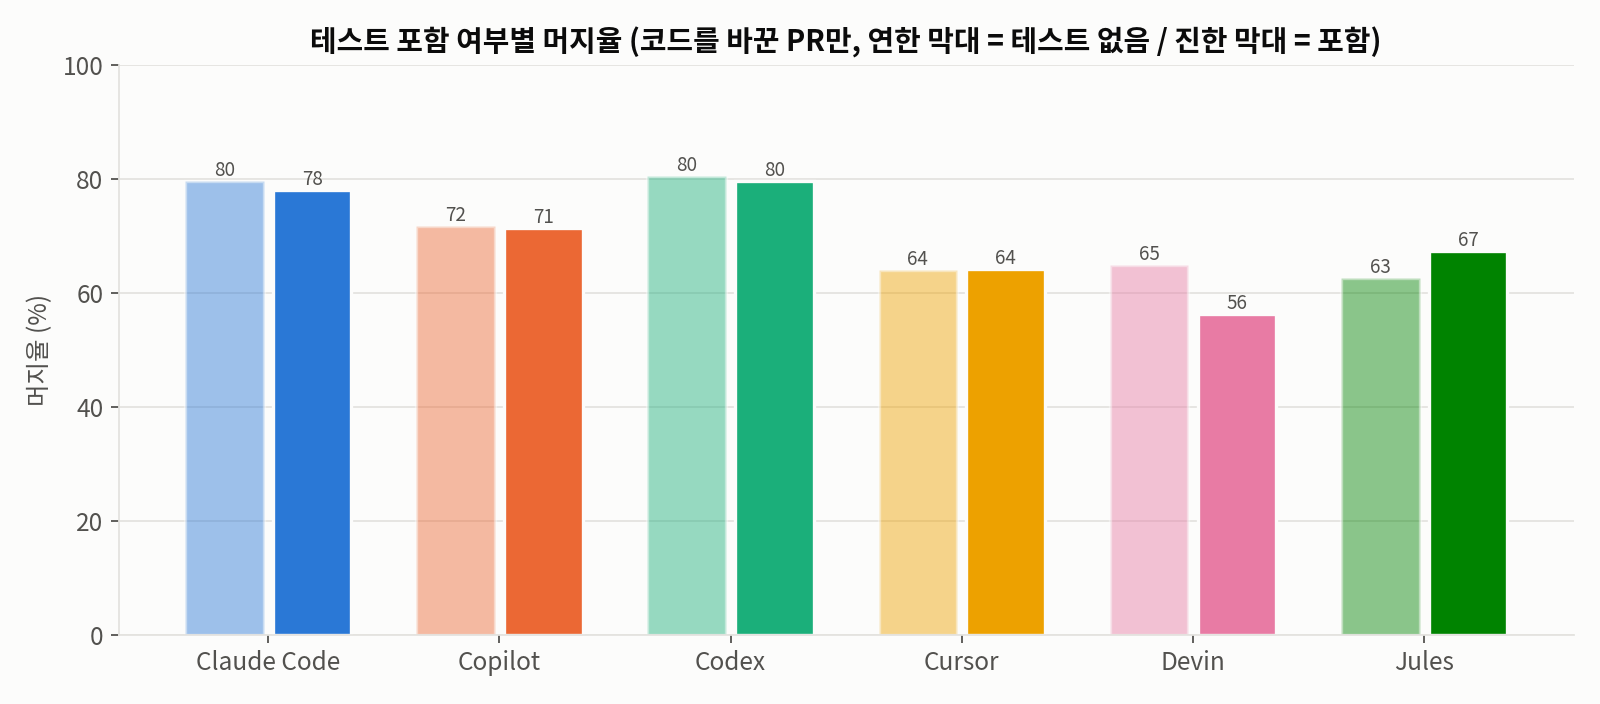 테스트 포함 여부별 머지율 (코드를 바꾼 PR만, 연한 막대 = 테스트 없음 / 진한 막대 = 포함)
머지율 (%)
100
80
60
40
20
0
80 78 72 71 80 80 64 64 65 56 63 67
Claude Code Copilot Codex Cursor Devin Jules